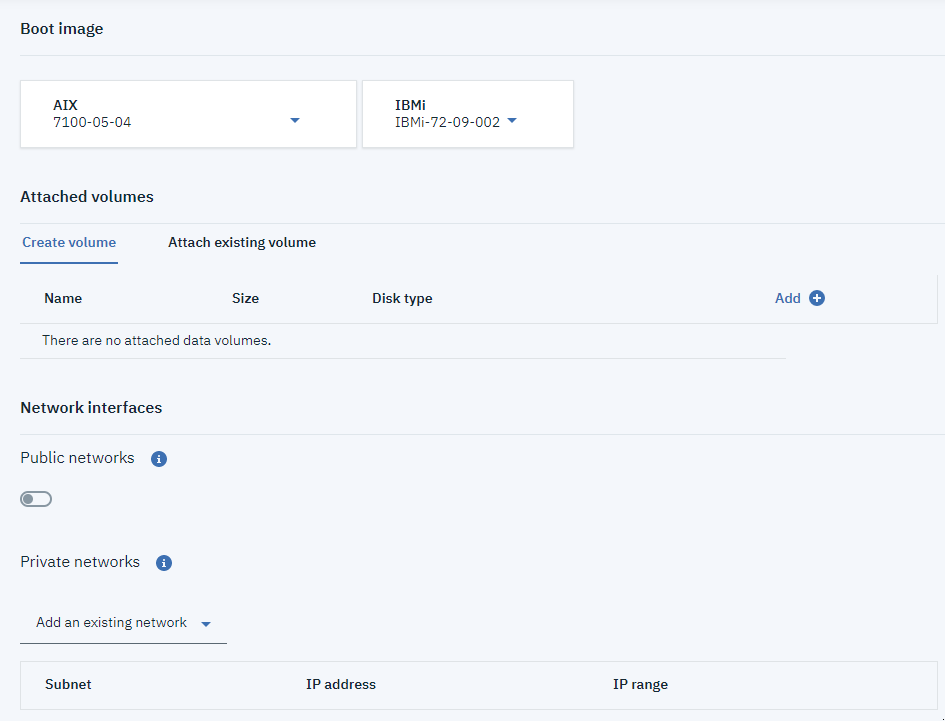 Boot image
AIX
7100-05-04
IBMi
IBMi-72-09-002
Attached volumes
Create volume
Attach existing volume
Name
Size
Disk type
Add
There are no attached data volumes.
Network interfaces
Public networks
Private networks
Add an existing network
Subnet
IP address
IP range